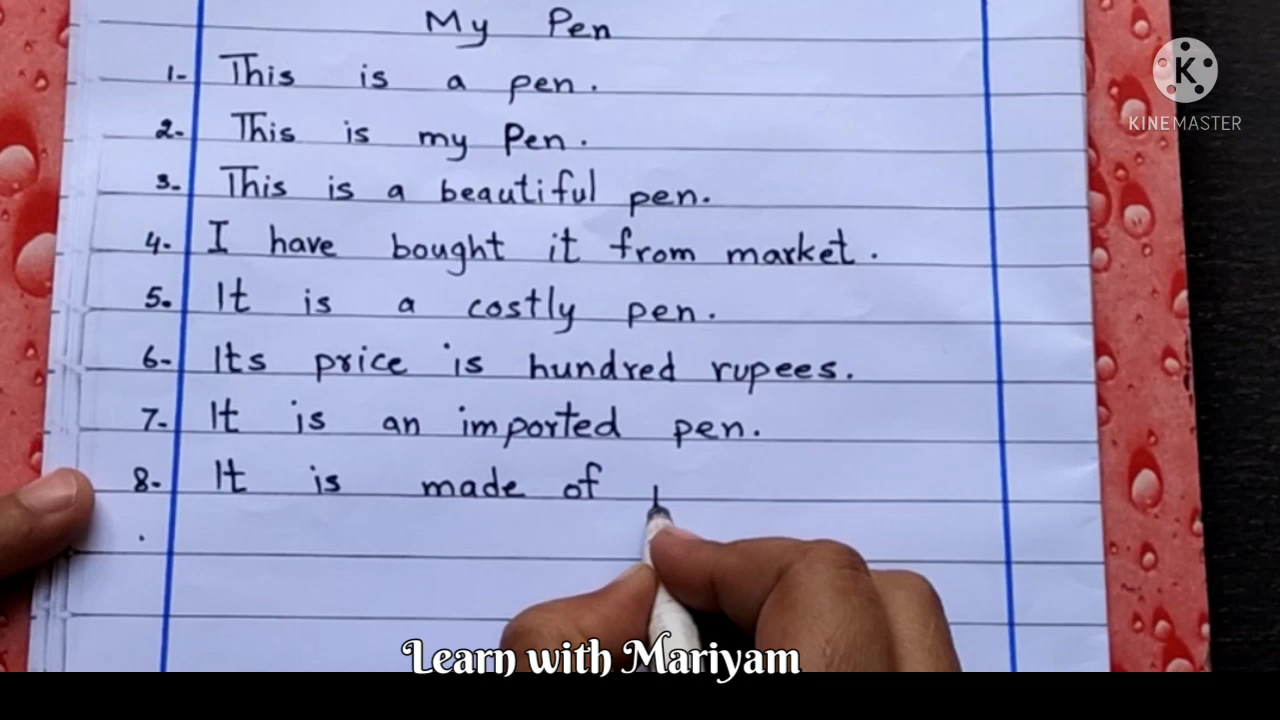 My Pen
1- This is a pen.
2- This is my Pen.
3- This is a beautiful pen.
4- I have bought it from market.
5. It is a costly pen.
6- Its price is hundred rupees.
7- It is an imported pen.
8- It is made of
K
KINEMASTER
Learn with Mariyam